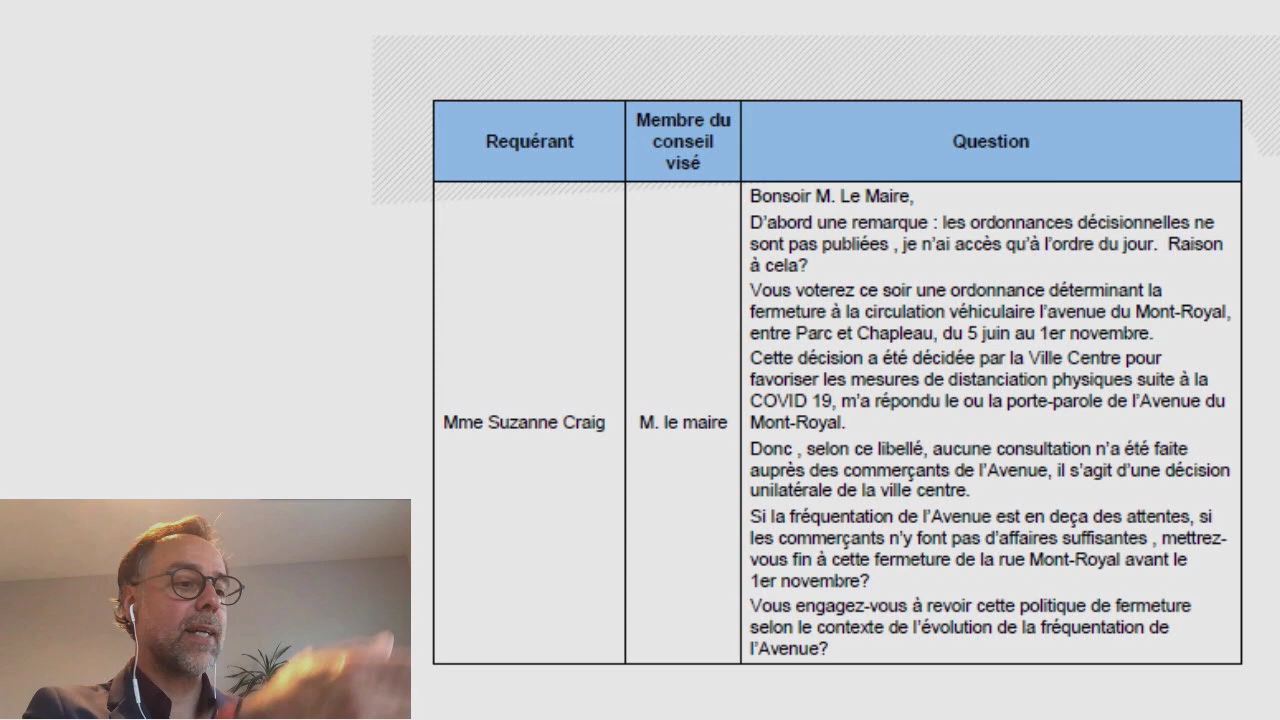 Requérant
Membre du
conseil
visé
Question
Mme Suzanne Craig
M. le maire
Bonsoir M. Le Maire,
D'abord une remarque : les ordonnances décisionnelles ne
sont pas publiées , je n'ai accès qu'à l'ordre du jour. Raison
à cela?
Vous voterez ce soir une ordonnance déterminant la
fermeture à la circulation véhiculaire l'avenue du Mont-Royal,
entre Parc et Chapleau, du 5 juin au 1er novembre.
Cette décision a été décidée par la Ville Centre pour
favoriser les mesures de distanciation physiques suite à la
COVID 19, m'a répondu le ou la porte-parole de l'Avenue du
Mont-Royal.
Donc , selon ce libellé, aucune consultation n'a été faite
auprès des commerçants de l'Avenue, il s'agit d'une décision
unilatérale de la ville centre.
Si la fréquentation de l'Avenue est en deça des attentes, si
les commerçants n'y font pas d'affaires suffisantes , mettrez-
vous fin à cette fermeture de la rue Mont-Royal avant le
1er novembre?
Vous engagez-vous à revoir cette politique de fermeture
selon le contexte de l'évolution de la fréquentation de
l'Avenue?